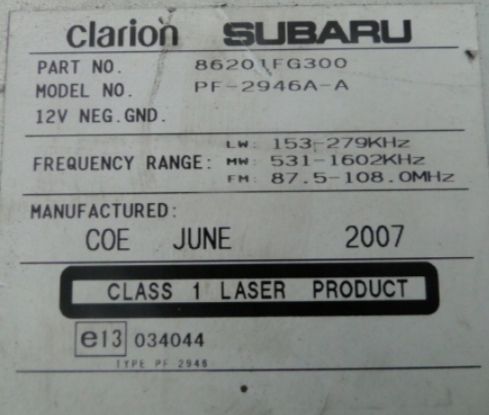 clarion SUBARU
PART NO. 86201FG300
MODEL NO. PF-2946A-A
12V NEG.GND.
LW: 153-279KHz
FREQUENCY RANGE: MW: 531-1602KHz
FM: 87.5-108.0MHz
MANUFACTURED:
COE JUNE 2007
CLASS 1 LASER PRODUCT
e13 034044
TYPE PF 2946